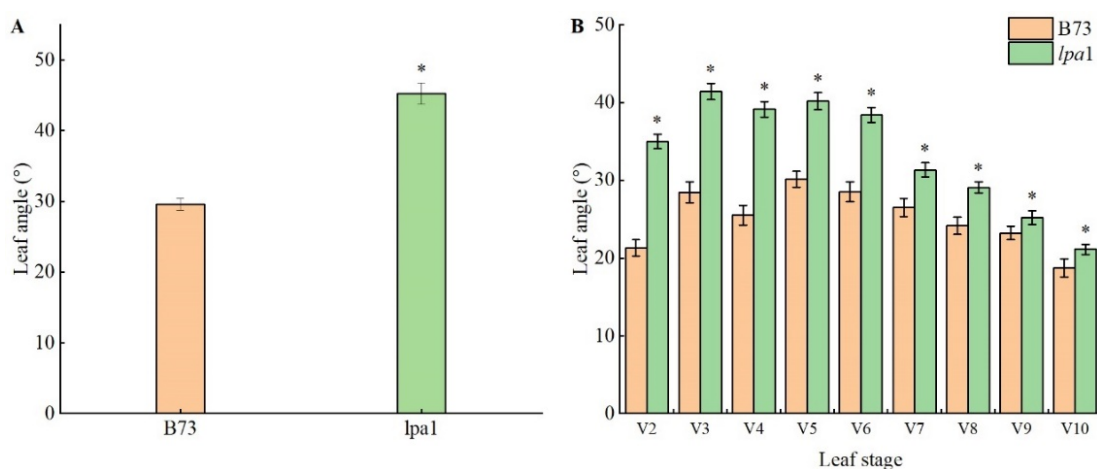 A
Leaf angle (°)
50
40
30
20
10
0
*
B73
lpa1
B
Leaf angle (°)
50
40
30
20
10
0
B73
lpa1
* * * * * * * * *
V2 V3 V4 V5 V6 V7 V8 V9 V10
Leaf stage